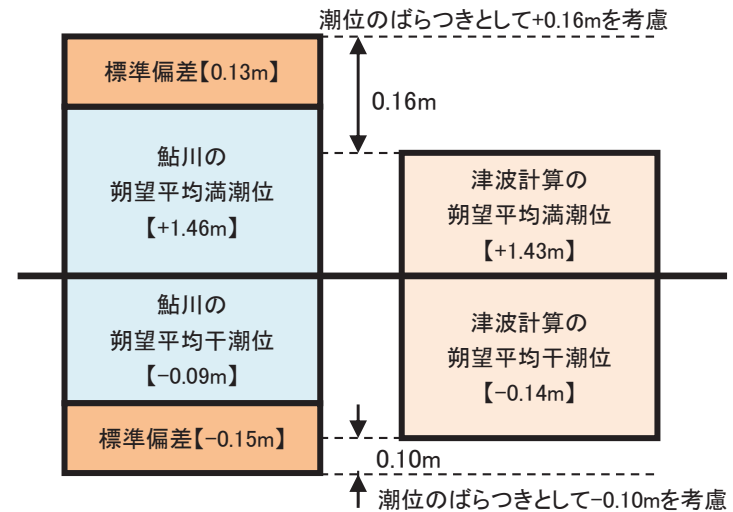 潮位のばらつきとして+0.16mを考慮
標準偏差【0.13m】
0.16m
鮎川の
朔望平均満潮位
【+1.46m】
津波計算の
朔望平均満潮位
【+1.43m】
鮎川の
朔望平均干潮位
【-0.09m】
津波計算の
朔望平均干潮位
【-0.14m】
標準偏差【-0.15m】
0.10m
潮位のばらつきとして-0.10mを考慮